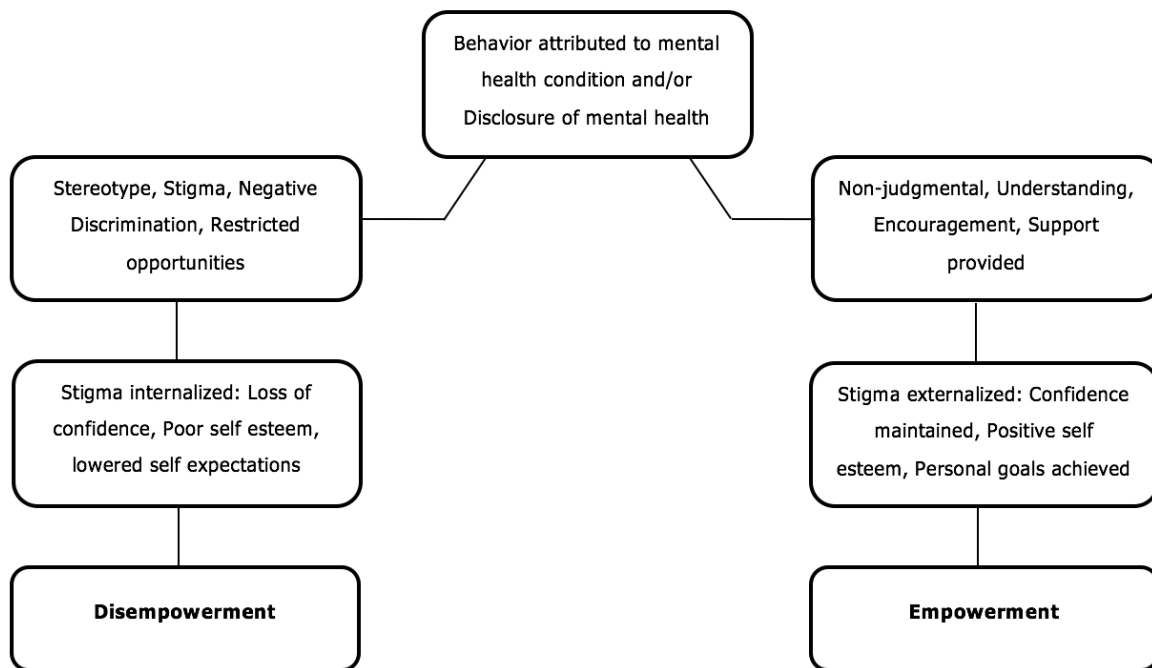 Behavior attributed to mental
health condition and/or
Disclosure of mental health
Stereotype, Stigma, Negative
Discrimination, Restricted
opportunities
Non-judgmental, Understanding,
Encouragement, Support
provided
Stigma internalized: Loss of
confidence, Poor self esteem,
lowered self expectations
Stigma externalized: Confidence
maintained, Positive self
esteem, Personal goals achieved
Disempowerment
Empowerment